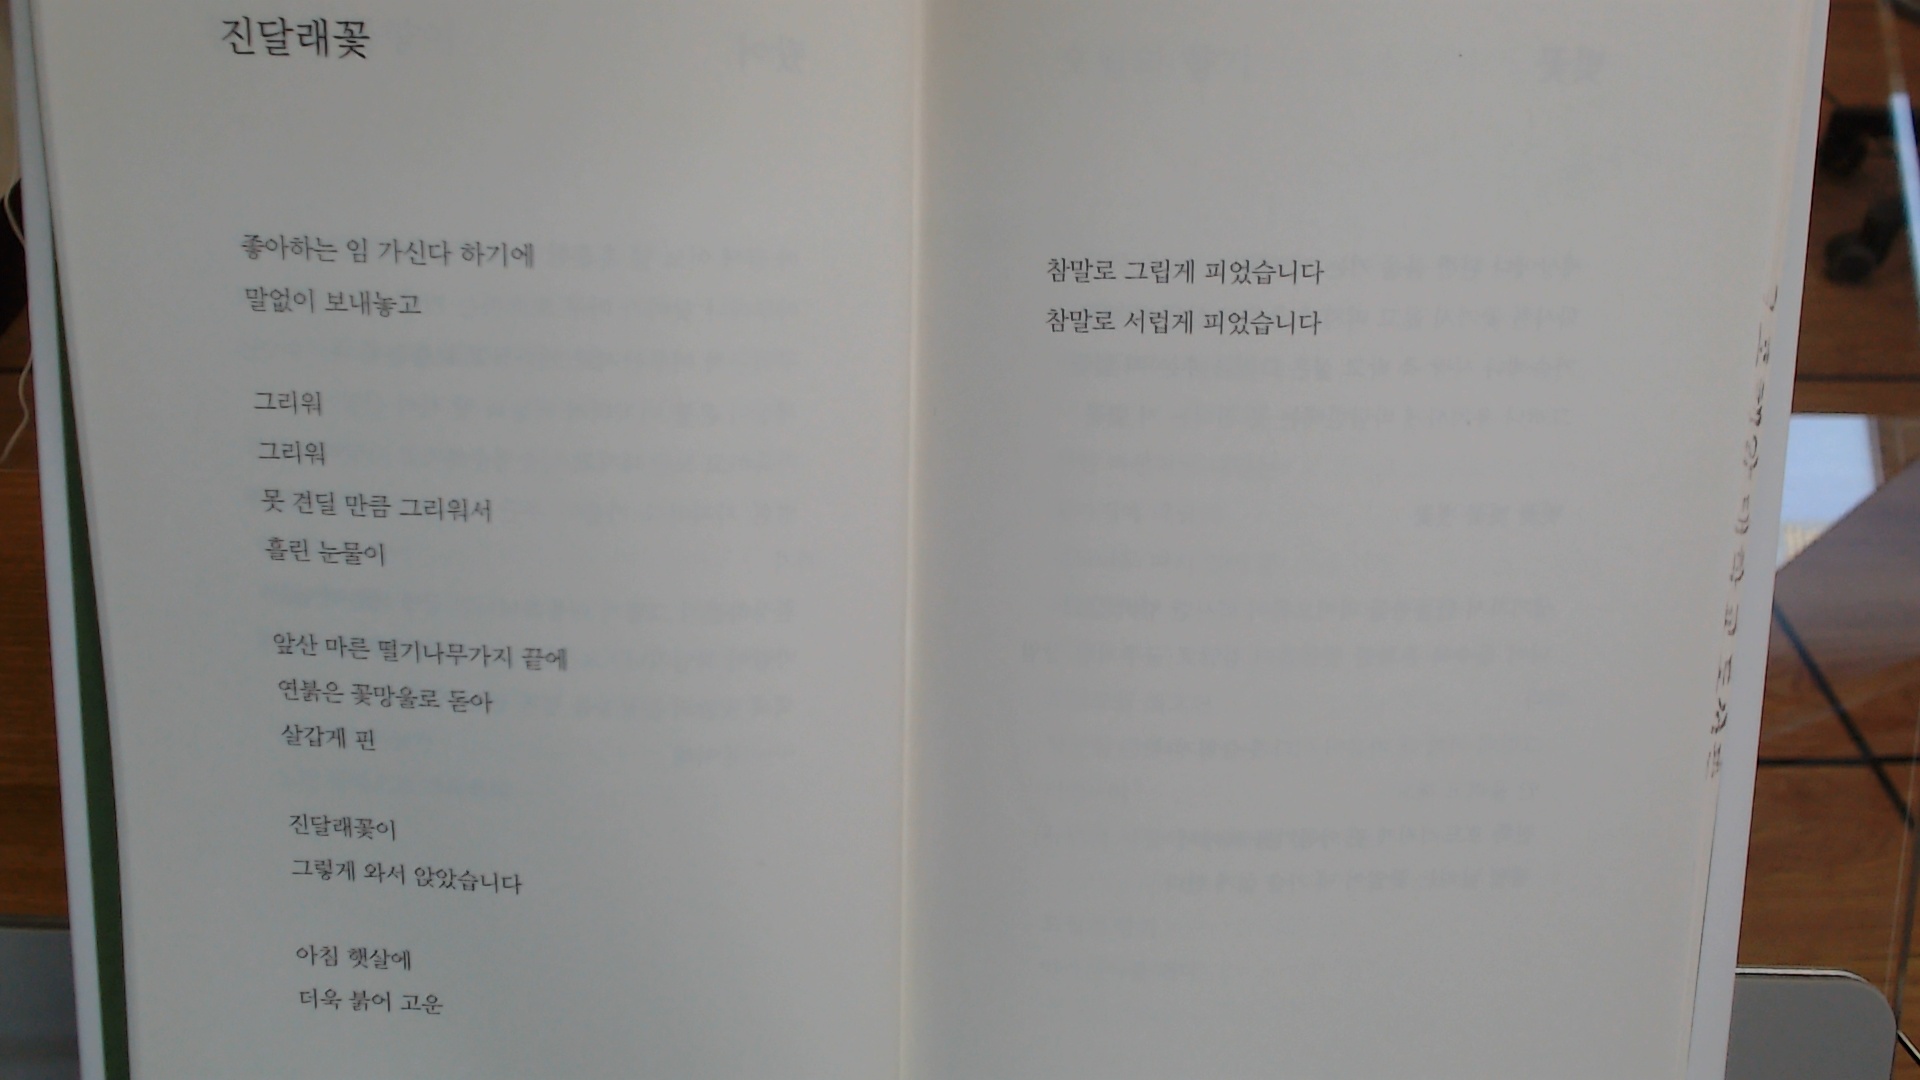 진달래꽃
좋아하는 임 가신다 하기에
말없이 보내놓고
그리워
그리워
못 견딜 만큼 그리워서
흘린 눈물이
앞산 마른 떨기나무가지 끝에
연붉은 꽃망울로 돋아
살갑게 핀
진달래꽃이
그렇게 와서 앉았습니다
아침 햇살에
더욱 붉어 고운
참말로 그립게 피었습니다
참말로 서럽게 피었습니다